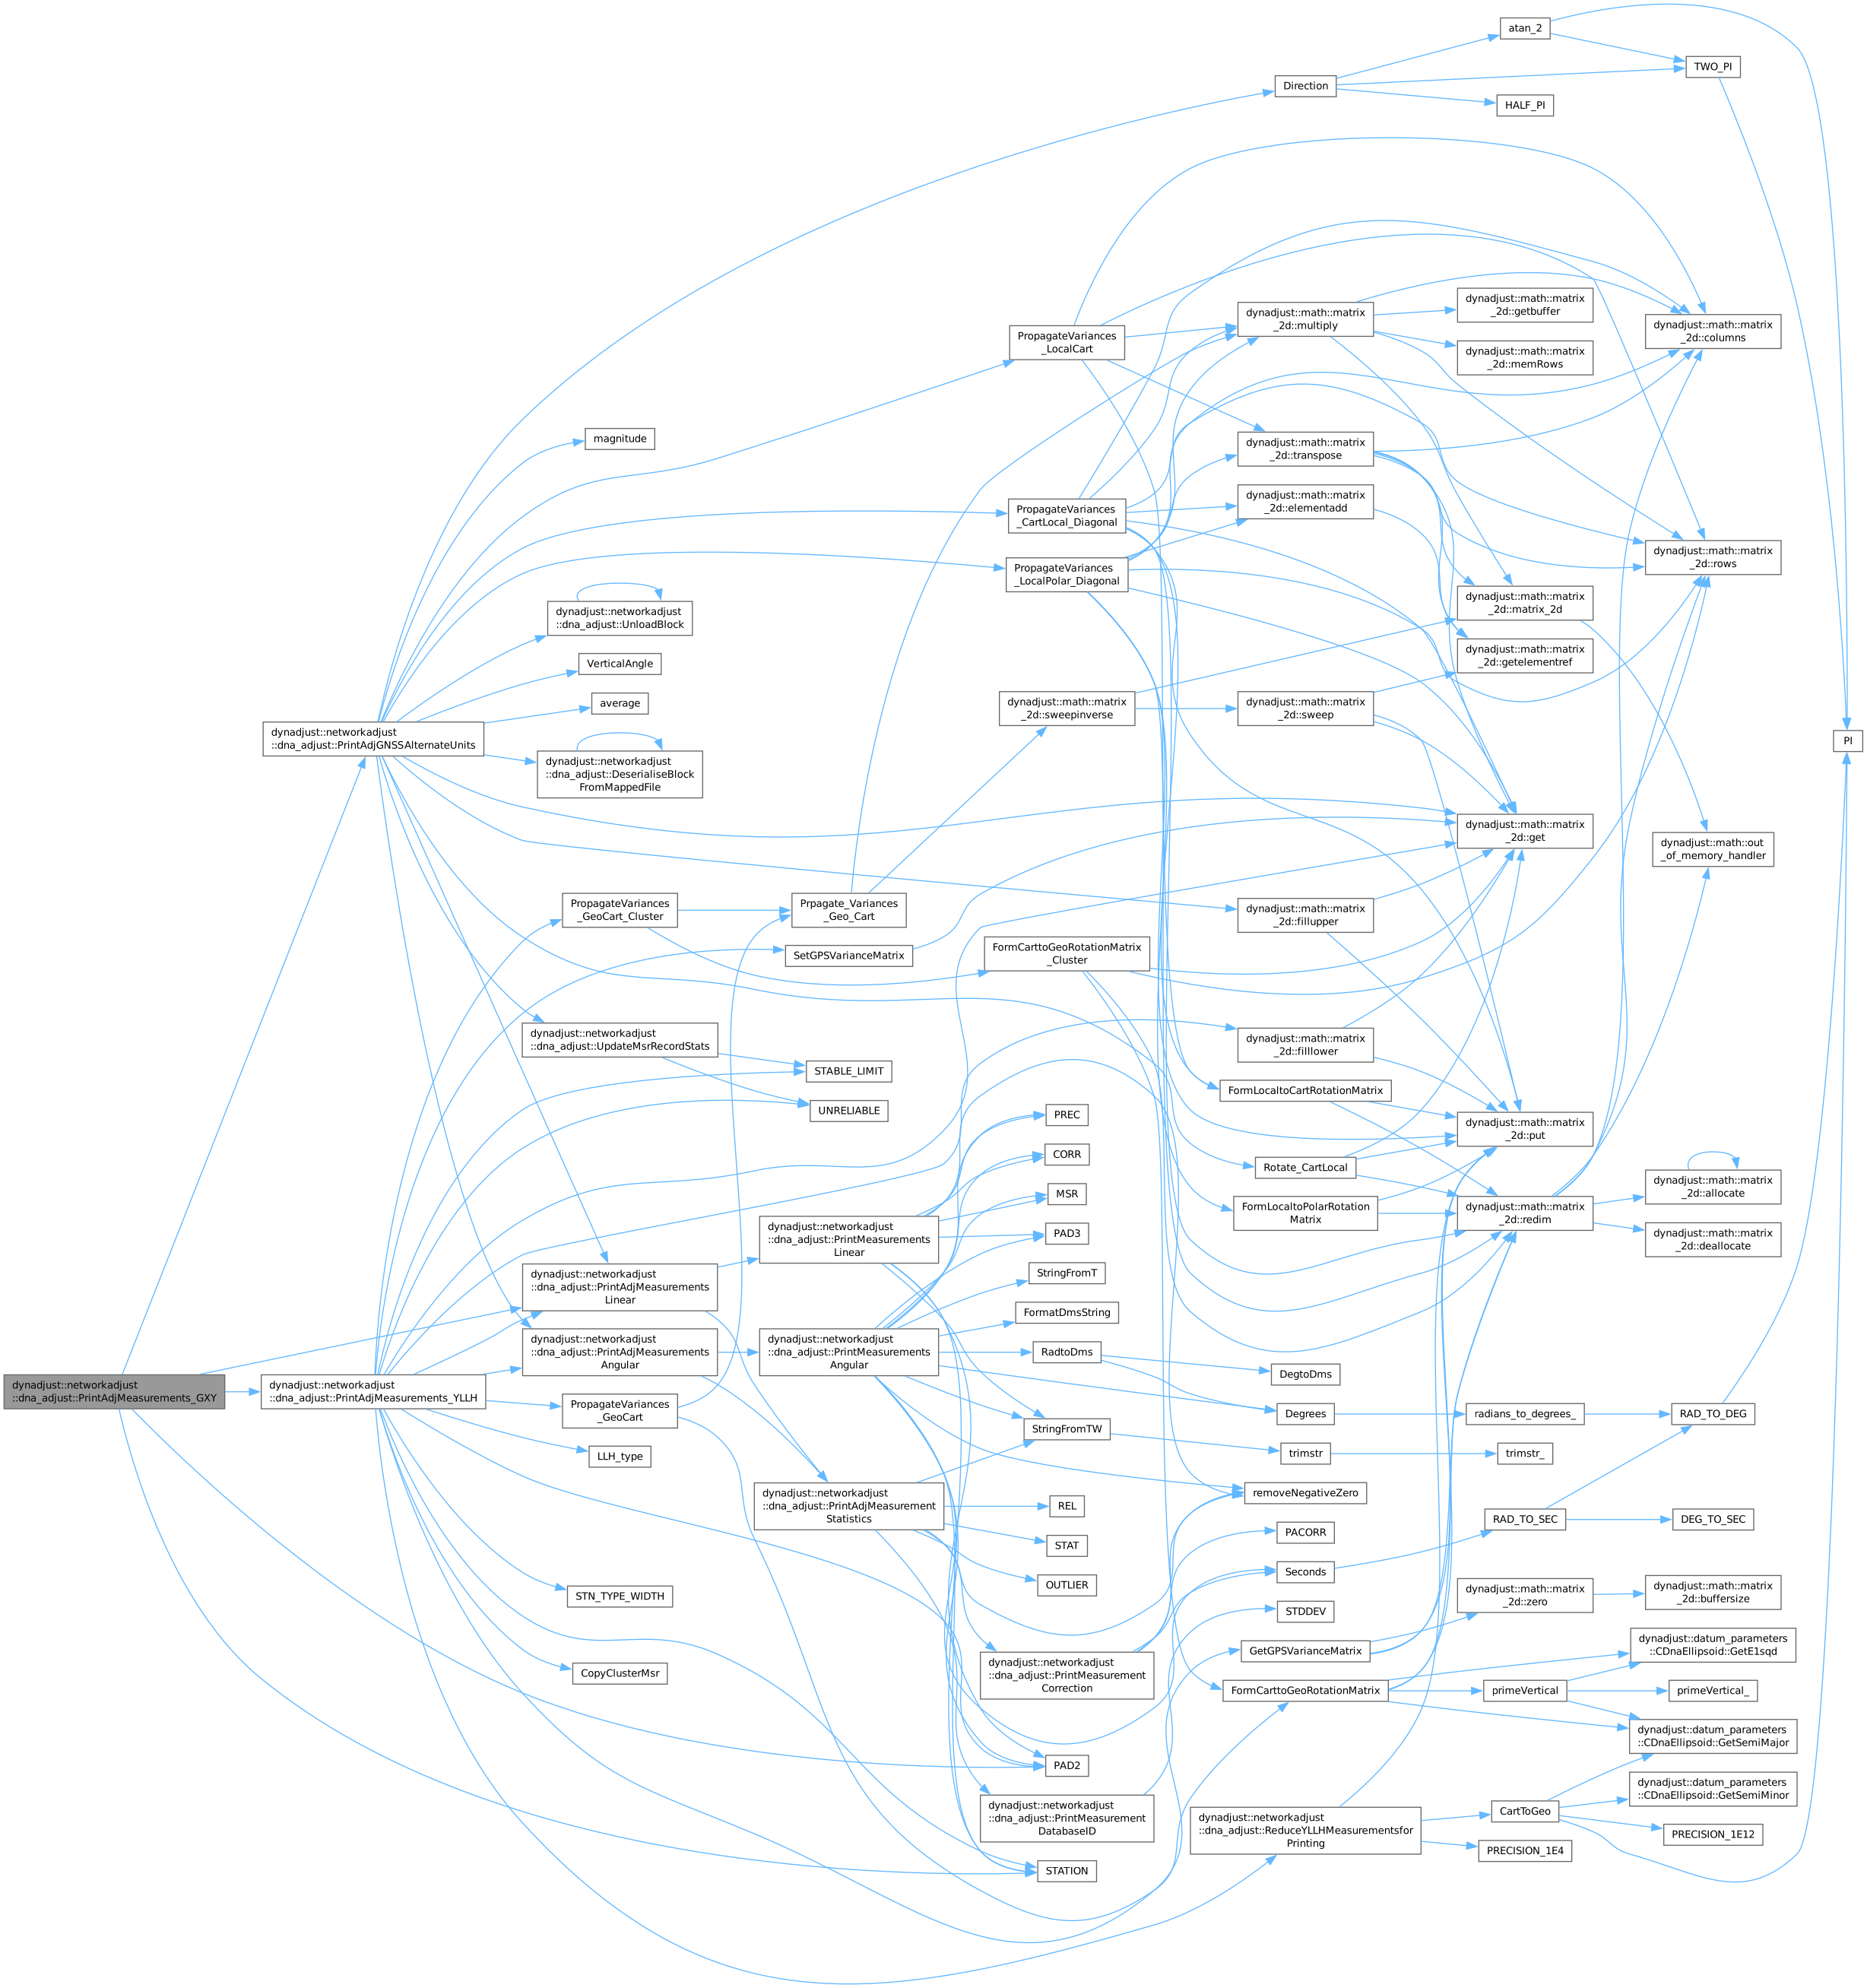 dynadjust::networkadjust
::dna_adjust::PrintAdjMeasurements_GXY
dynadjust::networkadjust
::dna_adjust::PrintAdjGNSSAlternateUnits
dynadjust::networkadjust
::dna_adjust::PrintAdjMeasurements_YLLH
magnitude
dynadjust::networkadjust
::dna_adjust::UnloadBlock
VerticalAngle
average
dynadjust::networkadjust
::dna_adjust::DeserialiseBlock
FromMappedFile
PropagateVariances
_GeoCart_Cluster
dynadjust::networkadjust
::dna_adjust::UpdateMsrRecordStats
dynadjust::networkadjust
::dna_adjust::PrintAdjMeasurements
Linear
dynadjust::networkadjust
::dna_adjust::PrintAdjMeasurements
Angular
PropagateVariances
_GeoCart
LLH_type
STN_TYPE_WIDTH
CopyClusterMsr
Prpagate_Variances
_Geo_Cart
SetGPSVarianceMatrix
STABLE_LIMIT
UNRELIABLE
dynadjust::networkadjust
::dna_adjust::PrintMeasurements
Linear
dynadjust::networkadjust
::dna_adjust::PrintMeasurements
Angular
dynadjust::networkadjust
::dna_adjust::PrintAdjMeasurement
Statistics
PropagateVariances
_LocalCart
PropagateVariances
_CartLocal_Diagonal
PropagateVariances
_LocalPolar_Diagonal
dynadjust::math::matrix
_2d::sweepinverse
FormCarttoGeoRotationMatrix
_Cluster
PREC
CORR
MSR
PAD3
StringFromT
FormatDmsString
RadtoDms
StringFromTW
REL
STAT
OUTLIER
dynadjust::networkadjust
::dna_adjust::PrintMeasurement
Correction
PAD2
dynadjust::networkadjust
::dna_adjust::PrintMeasurement
DatabaseID
STATION
Direction
dynadjust::math::matrix
_2d::multiply
dynadjust::math::matrix
_2d::transpose
dynadjust::math::matrix
_2d::elementadd
dynadjust::math::matrix
_2d::sweep
dynadjust::math::matrix
_2d::fillupper
dynadjust::math::matrix
_2d::filllower
FormLocaltoCartRotationMatrix
Rotate_CartLocal
FormLocaltoPolarRotation
Matrix
DegtoDms
Degrees
trimstr
removeNegativeZero
PACORR
Seconds
STDDEV
GetGPSVarianceMatrix
FormCarttoGeoRotationMatrix
dynadjust::networkadjust
::dna_adjust::ReduceYLLHMeasurementsfor
Printing
atan_2
HALF_PI
dynadjust::math::matrix
_2d::getbuffer
dynadjust::math::matrix
_2d::memRows
dynadjust::math::matrix
_2d::matrix_2d
dynadjust::math::matrix
_2d::getelementref
dynadjust::math::matrix
_2d::get
dynadjust::math::matrix
_2d::put
dynadjust::math::matrix
_2d::redim
radians_to_degrees_
trimstr_
RAD_TO_SEC
dynadjust::math::matrix
_2d::zero
primeVertical
CartToGeo
PRECISION_1E4
TWO_PI
dynadjust::math::matrix
_2d::columns
dynadjust::math::matrix
_2d::rows
dynadjust::math::out
_of_memory_handler
dynadjust::math::matrix
_2d::allocate
dynadjust::math::matrix
_2d::deallocate
RAD_TO_DEG
DEG_TO_SEC
dynadjust::math::matrix
_2d::buffersize
dynadjust::datum_parameters
::CDnaEllipsoid::GetE1sqd
primeVertical_
dynadjust::datum_parameters
::CDnaEllipsoid::GetSemiMajor
dynadjust::datum_parameters
::CDnaEllipsoid::GetSemiMinor
PRECISION_1E12
PI